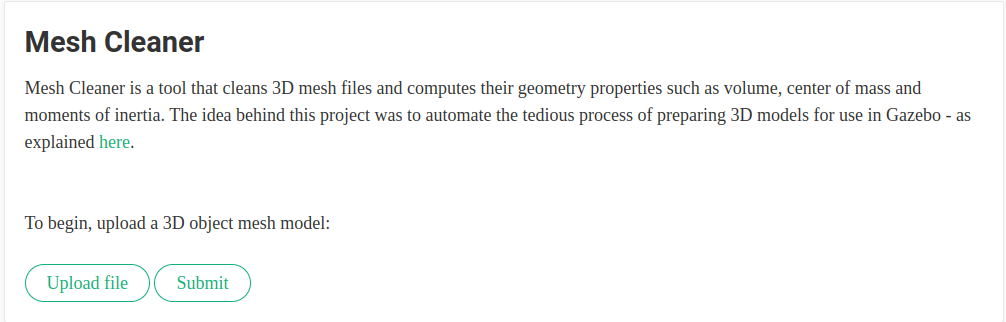 Mesh Cleaner
Mesh Cleaner is a tool that cleans 3D mesh files and computes their geometry properties such as volume, center of mass and
moments of inertia. The idea behind this project was to automate the tedious process of preparing 3D models for use in Gazebo - as
explained here.
To begin, upload a 3D object mesh model:
Upload file Submit